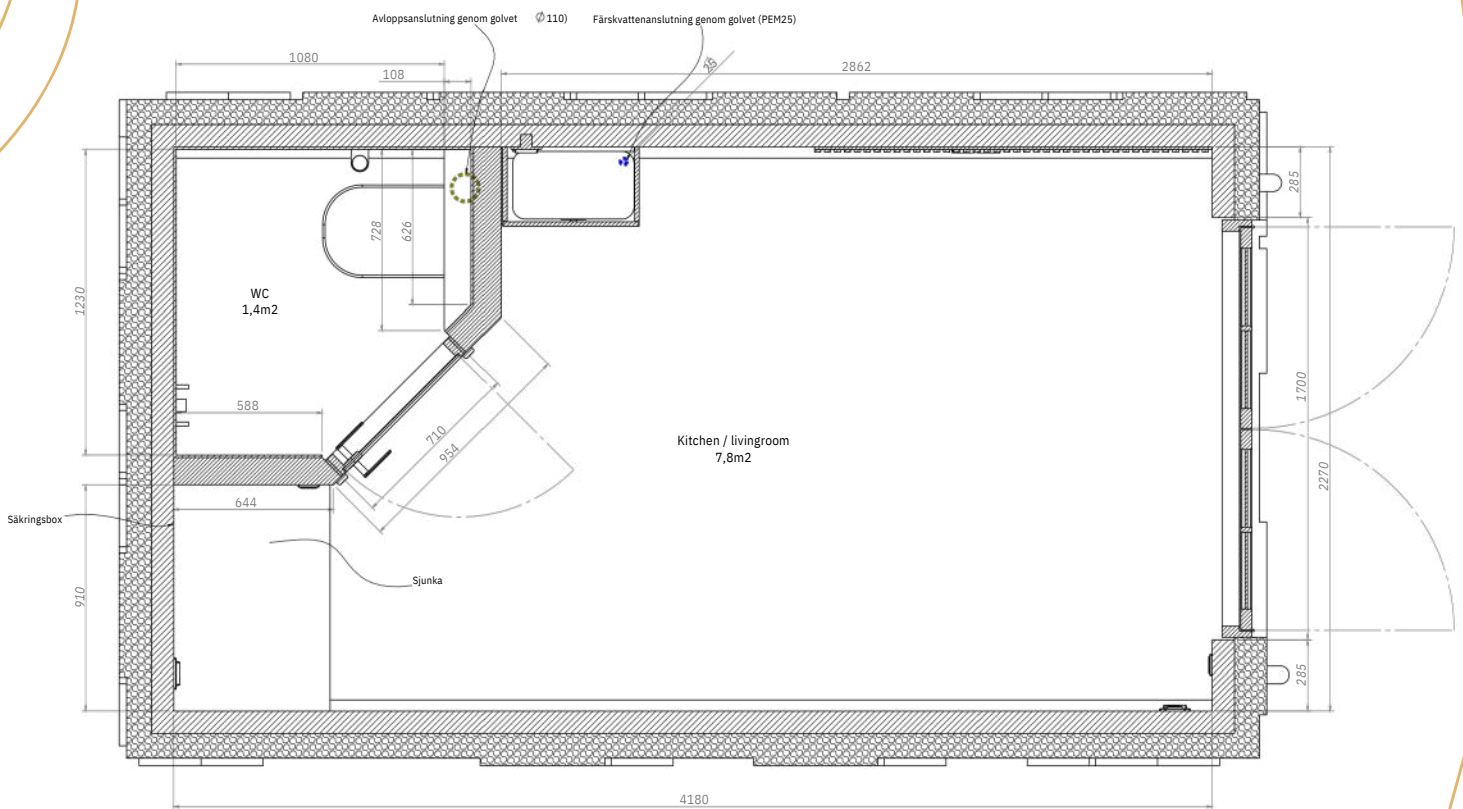 Avloppsanslutning genom golvet ∅110)
Färskvattenanslutning genom golvet (PEM25)
1080
108
2862
35
285
728
626
1230
WC
1,4m2
588
710
954
Kitchen / livingroom
7,8m2
1700
2270
644
Säkringsbox
Sjunka
910
285
4180